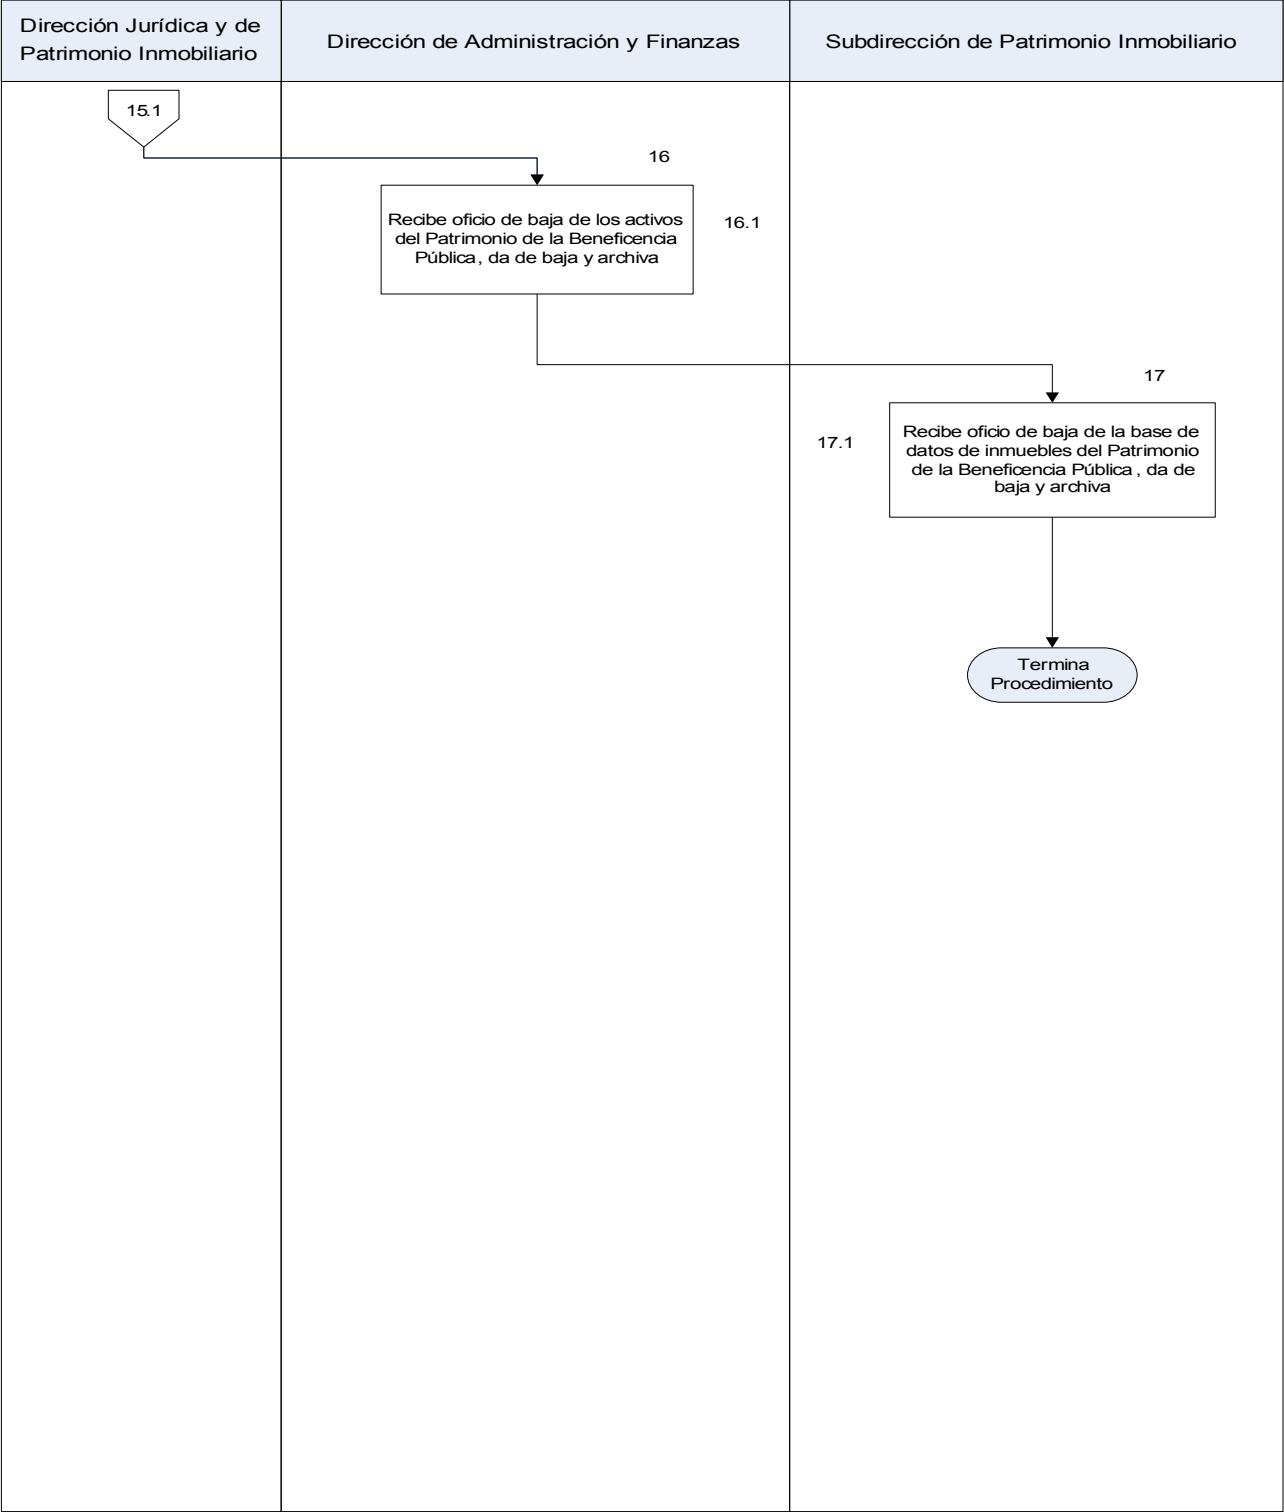 Dirección Jurídica y de
Patrimonio Inmobiliario
Dirección de Administración y Finanzas
Subdirección de Patrimonio Inmobiliario
15.1
16
Recibe oficio de baja de los activos
del Patrimonio de la Beneficencia
Pública, da de baja y archiva
16.1
17
17.1
Recibe oficio de baja de la base de
datos de inmuebles del Patrimonio
de la Beneficencia Pública, da de
baja y archiva
Termina
Procedimiento